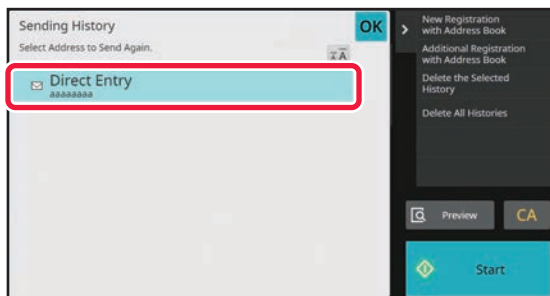 Sending History
OK
Select Address to Send Again.
Direct Entry
aaaaaaaa
New Registration
with Address Book
Additional Registration
with Address Book
Delete the Selected
History
Delete All Histories
Preview
CA
Start